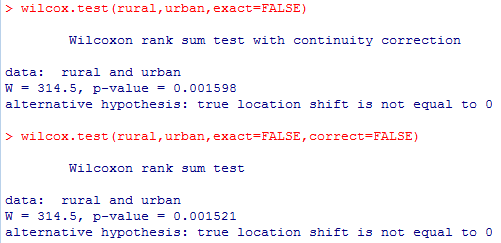 > wilcox.test(rural,urban,exact=FALSE)
Wilcoxon rank sum test with continuity correction
data:  rural and urban
W = 314.5, p-value = 0.001598
alternative hypothesis: true location shift is not equal to 0
> wilcox.test(rural,urban,exact=FALSE,correct=FALSE)
Wilcoxon rank sum test
data:  rural and urban
W = 314.5, p-value = 0.001521
alternative hypothesis: true location shift is not equal to 0